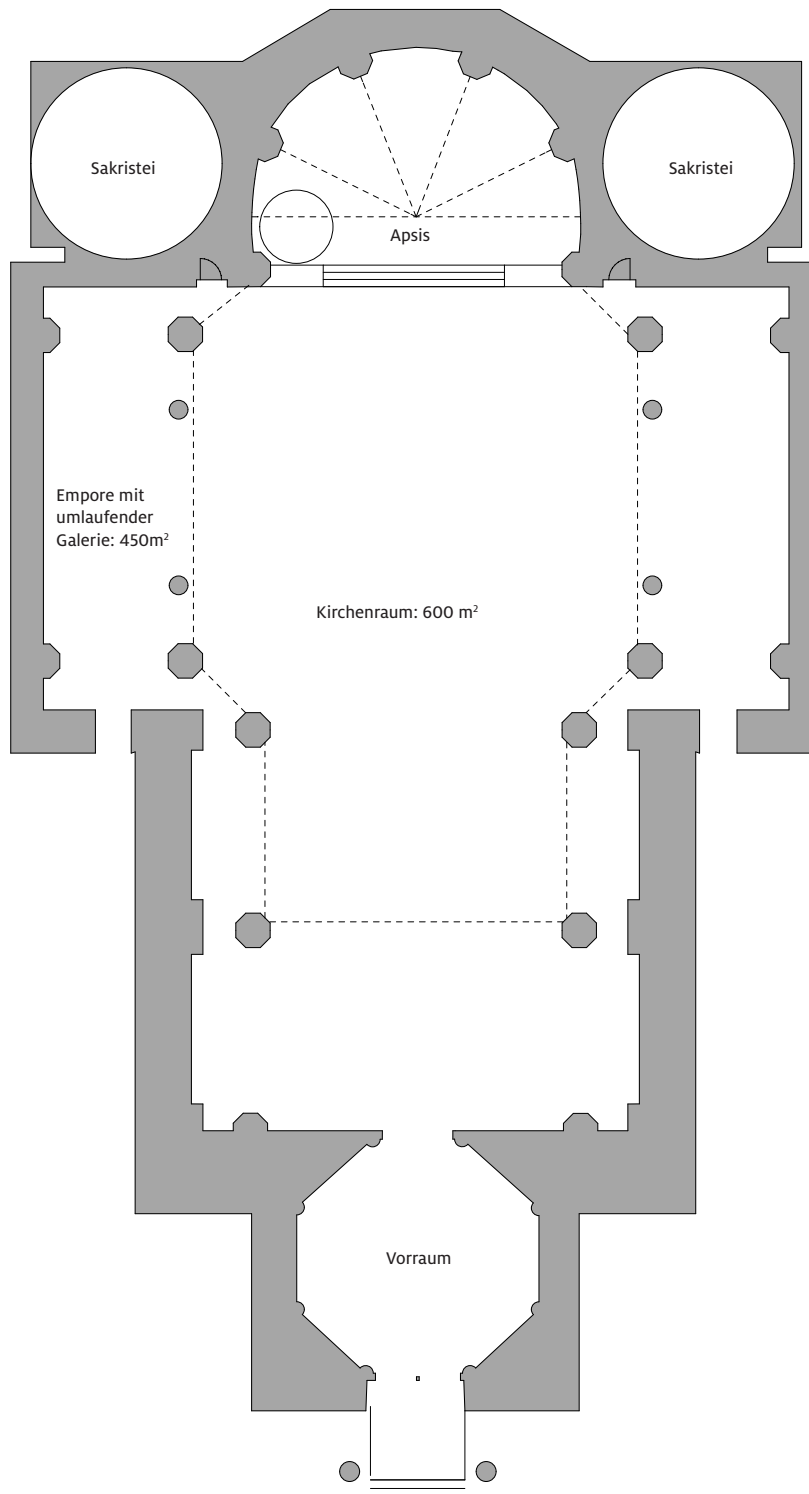 Sakristei
Sakristei
Apsis
Empore mit
umlaufender
Galerie: 450m²
Kirchenraum: 600 m²
Vorraum